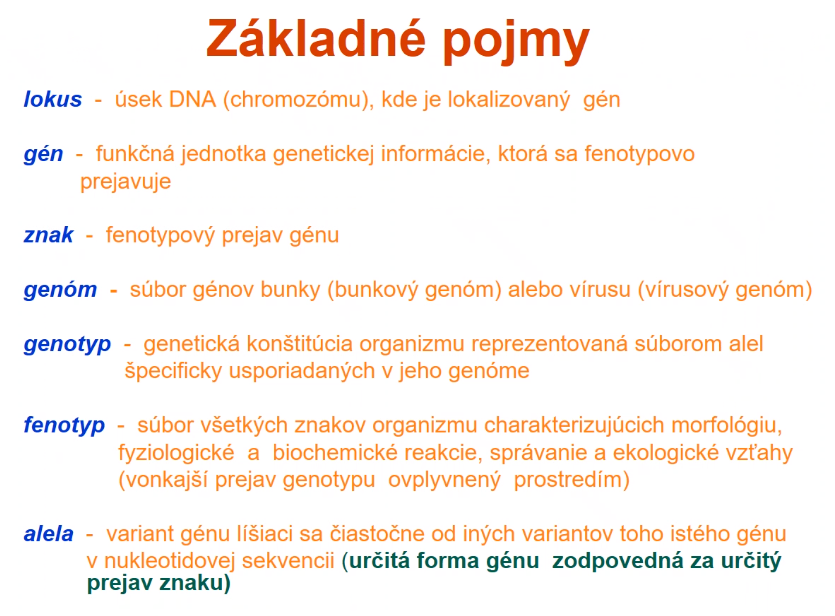 Základné pojmy
lokus - úsek DNA (chromozómu), kde je lokalizovaný gén
gén - funkčná jednotka genetickej informácie, ktorá sa fenotypovo
prejavuje
znak - fenotypový prejav génu
genóm - súbor génov bunky (bunkový genóm) alebo vírusu (vírusový genóm)
genotyp - genetická konštitúcia organizmu reprezentovaná súborom alel
špecificky usporiadaných v jeho genóme
fenotyp - súbor všetkých znakov organizmu charakterizujúcich morfológiu,
fyziologické a biochemické reakcie, správanie a ekologické vzťahy
(vonkajší prejav genotypu ovplyvnený prostredím)
alela - variant génu líšiaci sa čiastočne od iných variantov toho istého génu
v nukleotidovej sekvencii (určitá forma génu zodpovedná za určitý
prejav znaku)